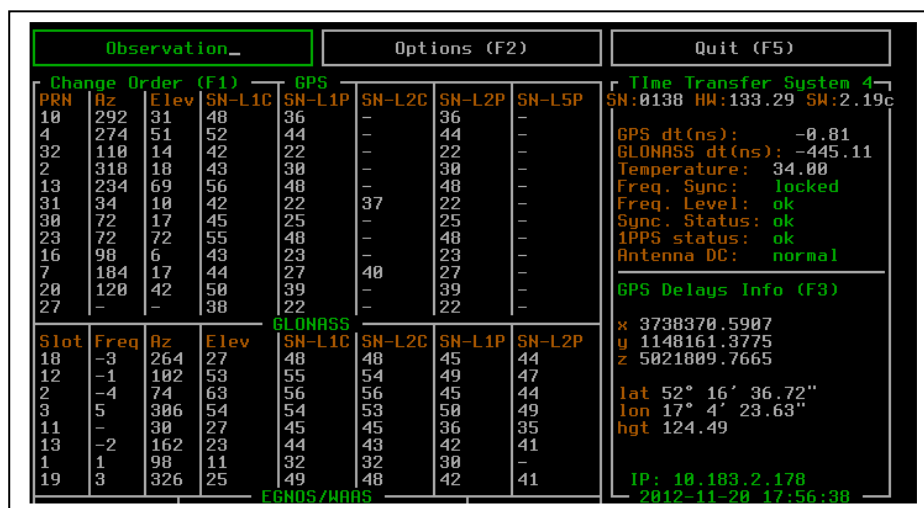 Observation_ Options (F2) Quit (F5)
Change Order (F1) GPS
PRN Az Elev SN-L1C SN-L1P SN-L2C SN-L2P SN-L5P
10 292 31 48 36 - 36 -
4 274 51 52 44 - 44 -
32 110 14 42 22 - 22 -
2 318 18 43 30 - 30 -
13 234 69 56 48 - 48 -
31 34 10 42 22 37 22 -
30 72 17 45 25 - 25 -
23 72 72 55 48 - 48 -
16 98 6 43 23 - 23 -
7 184 17 44 27 40 27 -
20 120 42 50 39 - 39 -
27 - - 38 22 - 22 -
GLONASS
Slot Freq Az Elev SN-L1C SN-L2C SN-L1P SN-L2P
18 -3 264 27 48 48 45 44
12 -1 102 53 55 54 49 47
2 -4 74 63 56 56 45 44
3 5 306 54 54 53 50 49
11 - 30 27 45 45 36 35
13 -2 162 23 44 43 42 41
1 1 98 11 32 32 30 -
19 3 326 25 49 48 42 41
EGNOS/WAAS
TIme Transfer System 4
SN:0138 HW:133.29 SW:2.19c
GPS dt(ns): -0.81
GLONASS dt(ns): -445.11
Temperature: 34.00
Freq. Sync: locked
Freq. Level: ok
Sync. Status: ok
1PPS status: ok
Antenna DC: normal
GPS Delays Info (F3)
x 3738370.5907
y 1148161.3775
z 5021809.7665
lat 52° 16′ 36.72"
lon 17° 4′ 23.63"
hgt 124.49
IP: 10.183.2.178
2012-11-20 17:56:38